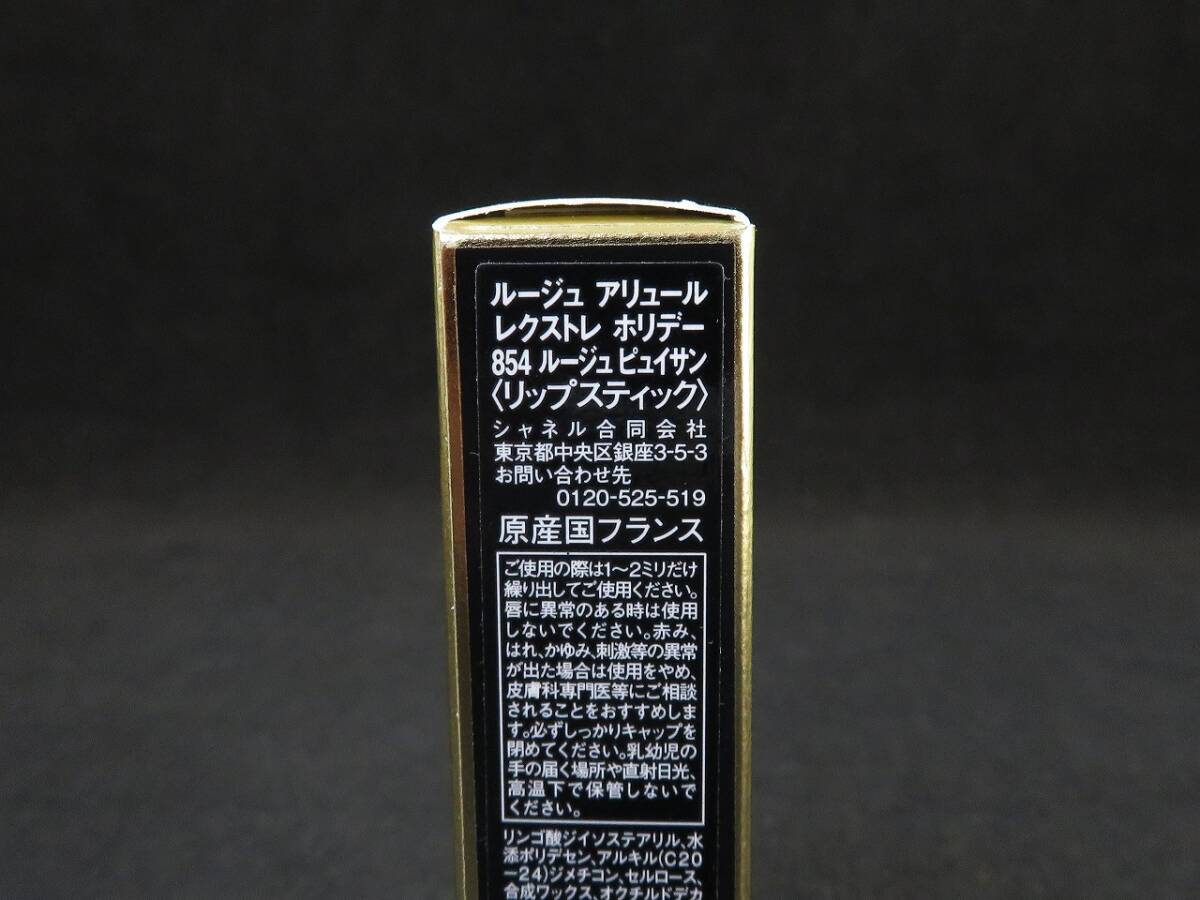 ルージュ アリュール
レクストレ ホリデー
854 ルージュ ピュイサン
〈リップスティック〉
シャネル合同会社
東京都中央区銀座3-5-3
お問い合わせ先
0120-525-519
原産国フランス
ご使用の際は1〜2ミリだけ
繰り出してご使用ください。
唇に異常のある時は使用
しないでください。赤み、
はれ、かゆみ、刺激等の異常
が出た場合は使用をやめ、
皮膚科専門医等にご相談
されることをおすすめしま
す。必ずしっかりキャップを
閉めてください。乳幼児の
手の届く場所や直射日光、
高温下で保管しないで
ください。
リンゴ酸ジイソステアリル、水
添ポリデセン、アルキル(C20
-24)ジメチコン、セルロース、
合成ワックス、オクチルドデカ